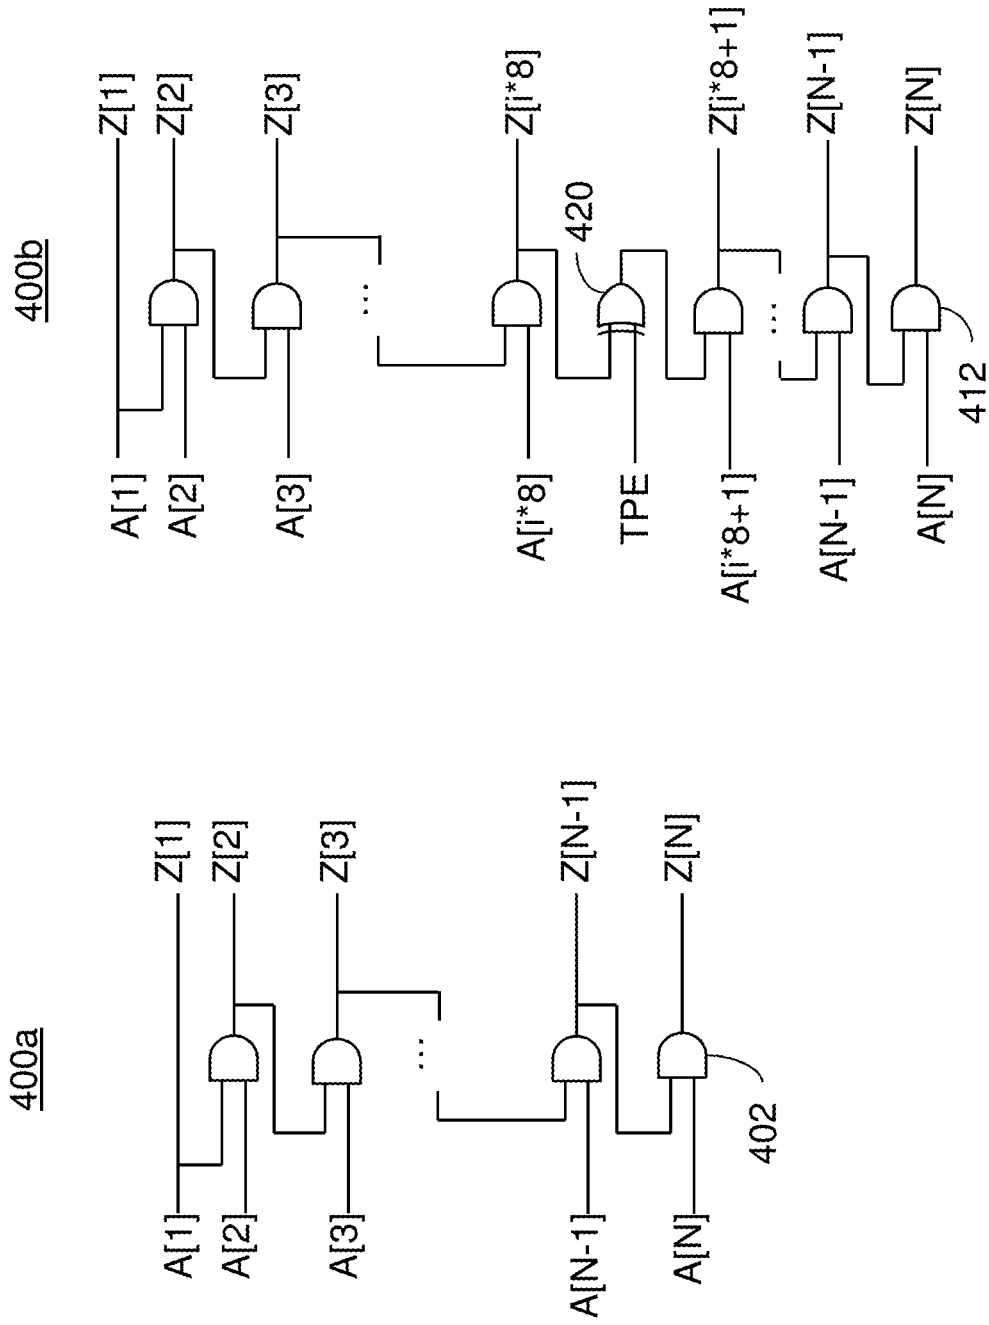 400a
A[1]
Z[1]
A[2]
Z[2]
A[3]
Z[3]
...
A[N-1]
Z[N-1]
A[N]
Z[N]
402
400b
A[1]
Z[1]
A[2]
Z[2]
A[3]
Z[3]
...
A[i*8]
Z[i*8]
TPE
420
A[i*8+1]
Z[i*8+1]
...
A[N-1]
Z[N-1]
A[N]
Z[N]
412